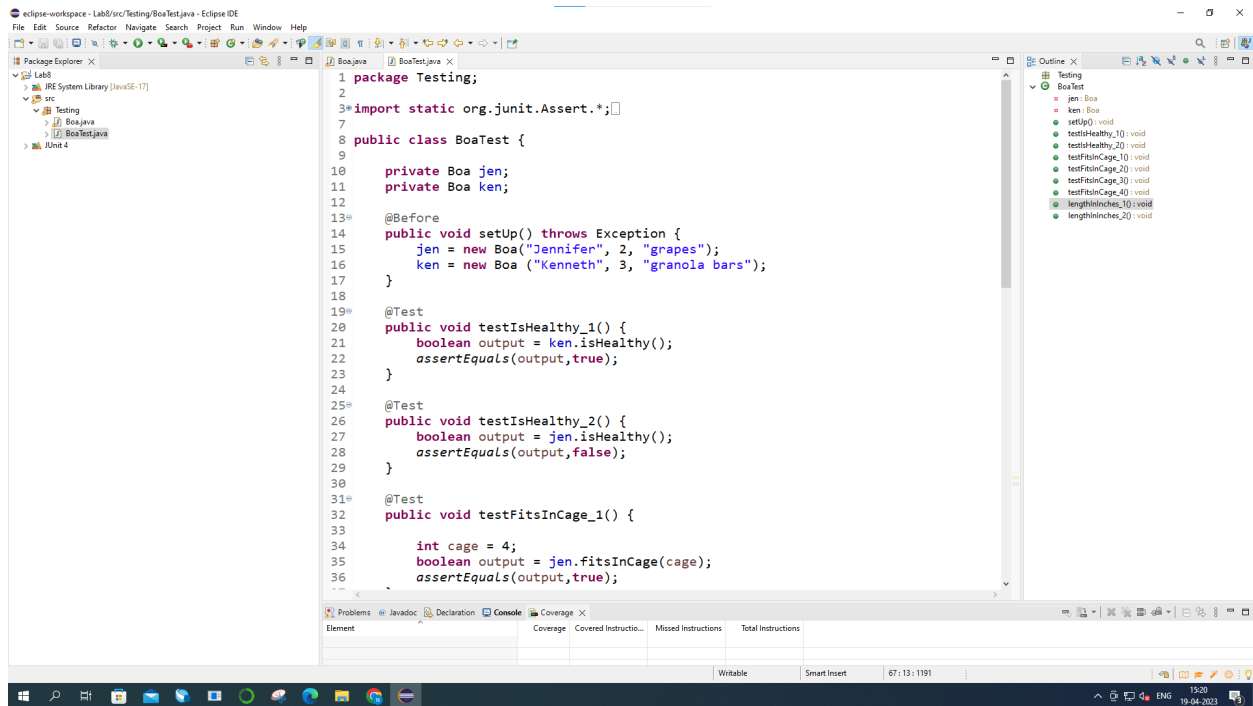 eclipse-workspace - Lab8/src/Testing/BoaTest.java - Eclipse IDE
File Edit Source Refactor Navigate Search Project Run Window Help
Package Explorer
Lab8
JRE System Library [JavaSE-17]
src
Testing
Boa.java
BoaTest.java
JUnit 4
Boa.java BoaTest.java
1 package Testing;
2
3 import static org.junit.Assert.*;
7
8 public class BoaTest {
9
10 private Boa jen;
11 private Boa ken;
12
13 @Before
14 public void setUp() throws Exception {
15 jen = new Boa("Jennifer", 2, "grapes");
16 ken = new Boa ("Kenneth", 3, "granola bars");
17 }
18
19 @Test
20 public void testIsHealthy_1() {
21 boolean output = ken.isHealthy();
22 assertEquals(output,true);
23 }
24
25 @Test
26 public void testIsHealthy_2() {
27 boolean output = jen.isHealthy();
28 assertEquals(output,false);
29 }
30
31 @Test
32 public void testFitsInCage_1() {
33
34 int cage = 4;
35 boolean output = jen.fitsInCage(cage);
36 assertEquals(output,true);
Outline
Testing
BoaTest
jen : Boa
ken : Boa
setUp() : void
testIsHealthy_1() : void
testIsHealthy_2() : void
testFitsInCage_1() : void
testFitsInCage_2() : void
testFitsInCage_3() : void
testFitsInCage_4() : void
lengthInInches_1() : void
lengthInInches_2() : void
Problems Javadoc Declaration Console Coverage
Element Coverage Covered Instructio... Missed Instructions Total Instructions
Writable Smart Insert 67 : 13 : 1191
ENG 15:20
19-04-2023 3